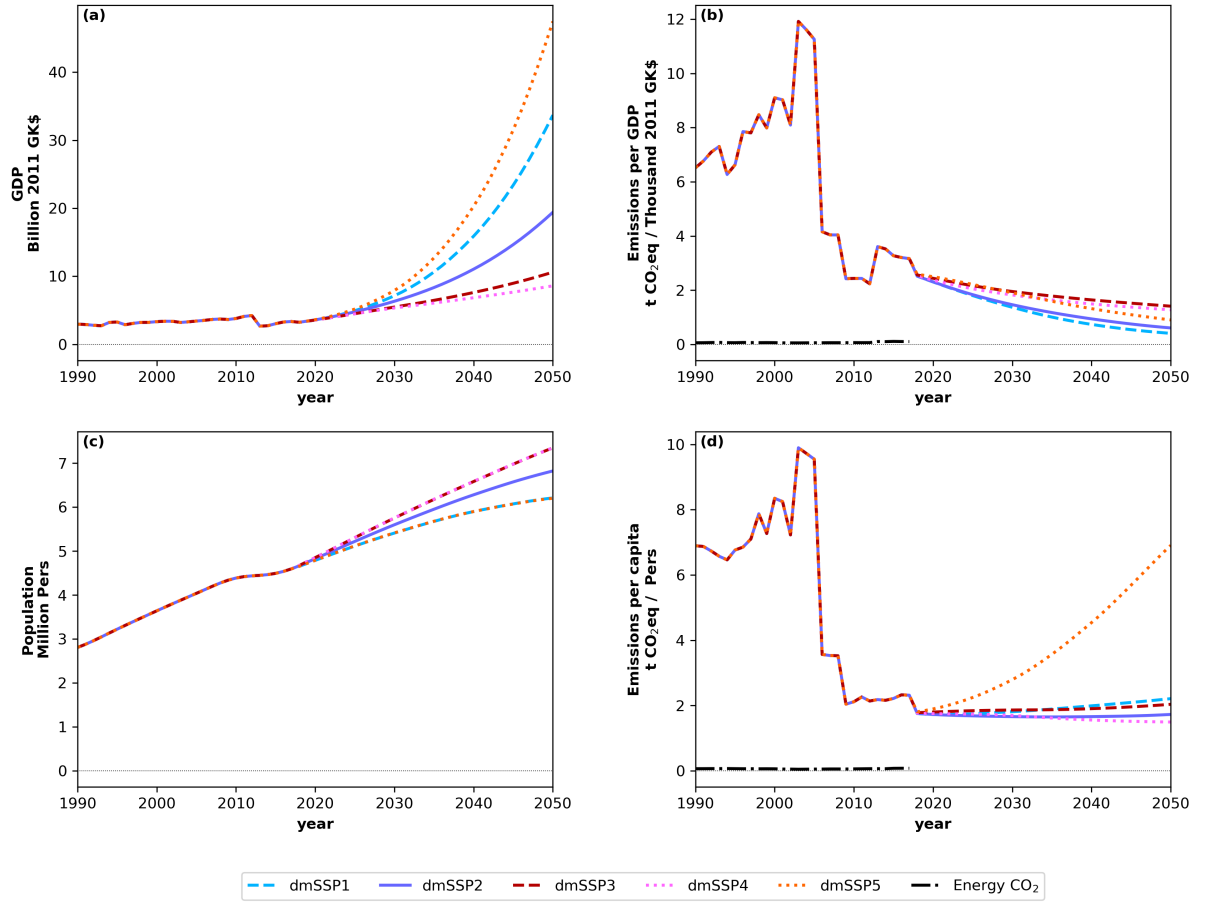 (a)
GDP
Billion 2011 GK$
40
30
20
10
0
1990 2000 2010 2020 2030 2040 2050
year
(b)
Emissions per GDP
t CO₂eq / Thousand 2011 GK$
12
10
8
6
4
2
0
1990 2000 2010 2020 2030 2040 2050
year
(c)
Population
Million Pers
7
6
5
4
3
2
1
0
1990 2000 2010 2020 2030 2040 2050
year
(d)
Emissions per capita
t CO₂eq / Pers
10
8
6
4
2
0
1990 2000 2010 2020 2030 2040 2050
year
dmSSP1 dmSSP2 dmSSP3 dmSSP4 dmSSP5 Energy CO₂